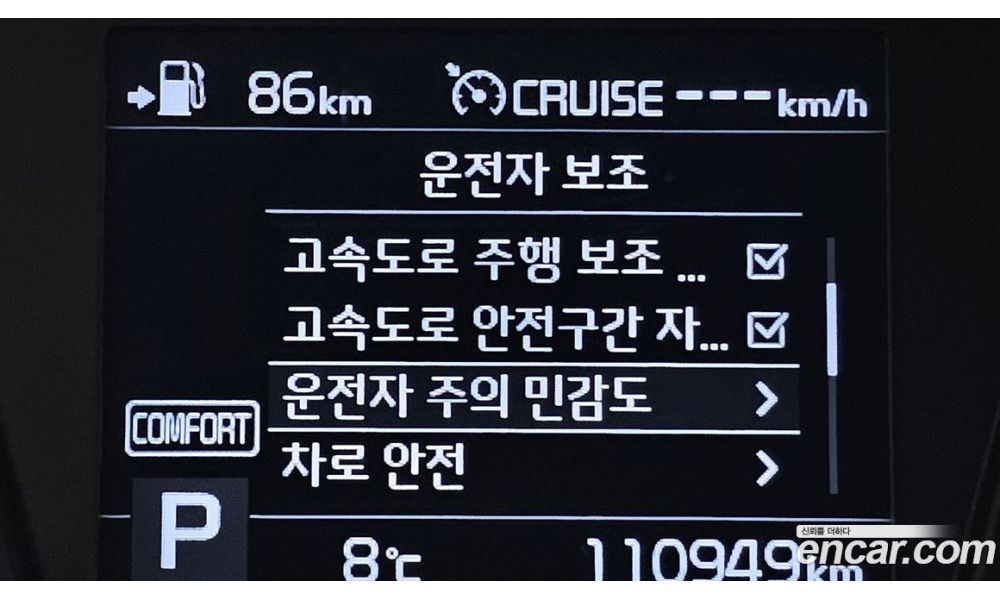 86km CRUISE ---km/h
운전자 보조
고속도로 주행 보조 ...
고속도로 안전구간 자...
운전자 주의 민감도
COMFORT
차로 안전
P
8℃ 110949km
신뢰를 더하다
encar.com